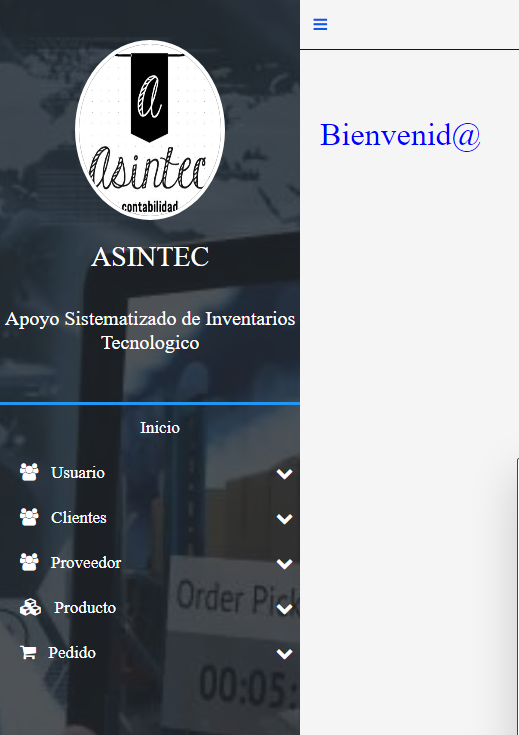 a
Asintec
contabilidad
Bienvenid@
ASINTEC
Apoyo Sistematizado de Inventarios
Tecnologico
Inicio
Usuario
Clientes
Proveedor
Producto
Pedido
Order Pick
00:05: